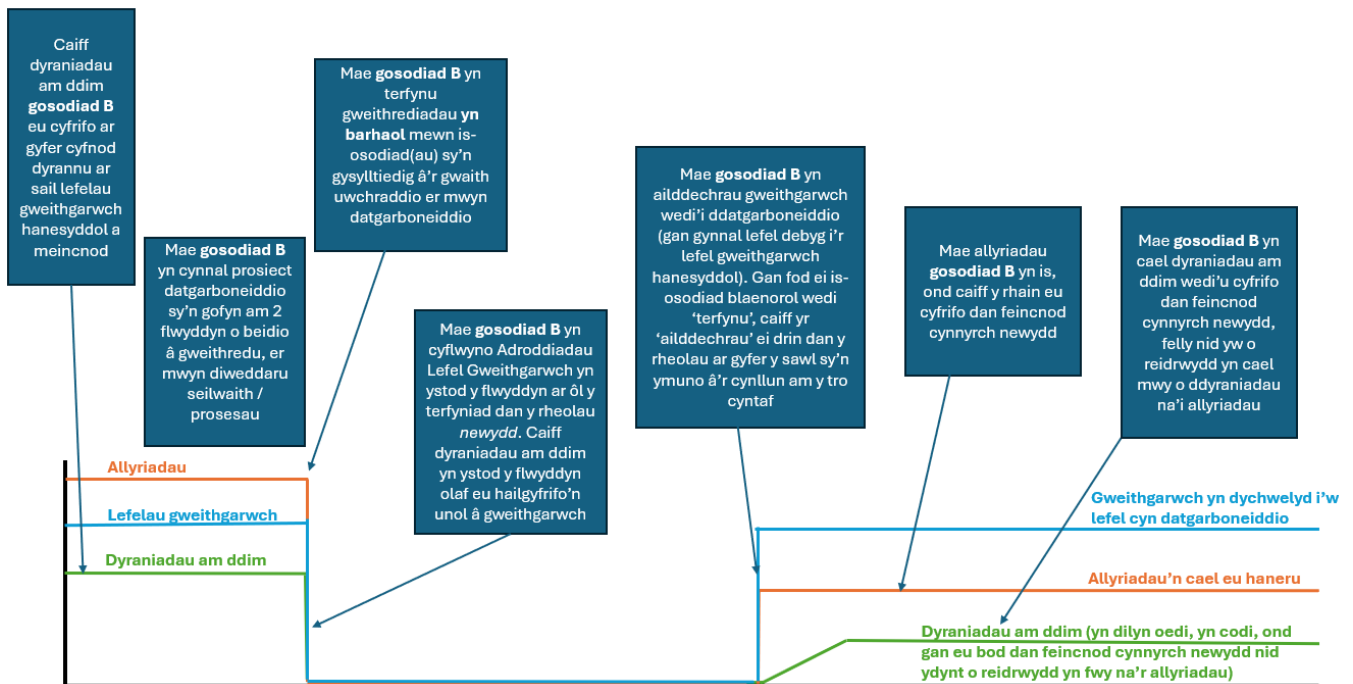 Caiff
dyraniadau
am ddim
gosodiad B
eu cyfrifo ar
gyfer cyfnod
dyrannu ar
sail lefelau
gweithgarwch
hanesyddol a
meincnod
Mae gosodiad B
yn cynnal prosiect
datgarboneiddio
sy'n gofyn am 2
flwyddyn o beidio
â gweithredu, er
mwyn diweddaru
seilwaith /
prosesau
Mae gosodiad B yn
terfynu
gweithrediadau yn
barhaol mewn is-
osodiad(au) sy'n
gysylltiedig â'r gwaith
uwchraddio er mwyn
datgarboneiddio
Mae gosodiad B yn
cyflwyno Adroddiadau
Lefel Gweithgarwch yn
ystod y flwyddyn ar ôl y
terfyniad dan y rheolau
newydd. Caiff
dyraniadau am ddim
yn ystod y flwyddyn
olaf eu hailgyfrifo'n
unol â gweithgarwch
Mae gosodiad B yn
ailddechrau gweithgarwch
wedi'i ddatgarboneiddio
(gan gynnal lefel debyg i'r
lefel gweithgarwch
hanesyddol). Gan fod ei is-
osodiad blaenorol wedi
'terfynu', caiff yr
'ailddechrau' ei drin dan y
rheolau ar gyfer y sawl sy'n
ymuno â'r cynllun am y tro
cyntaf
Mae allyriadau
gosodiad B yn is,
ond caiff y rhain eu
cyfrifo dan feincnod
cynnyrch newydd
Mae gosodiad B yn
cael dyraniadau am
ddim wedi'u cyfrifo
dan feincnod
cynnyrch newydd,
felly nid yw o
reidrwydd yn cael
mwy o ddyraniadau
na'i allyriadau
Allyriadau
Lefelau gweithgarwch
Dyraniadau am ddim
Gweithgarwch yn dychwelyd i'w
lefel cyn datgarboneiddio
Allyriadau'n cael eu haneru
Dyraniadau am ddim (yn dilyn oedi, yn codi, ond
gan eu bod dan feincnod cynnyrch newydd nid
ydynt o reidrwydd yn fwy na'r allyriadau)